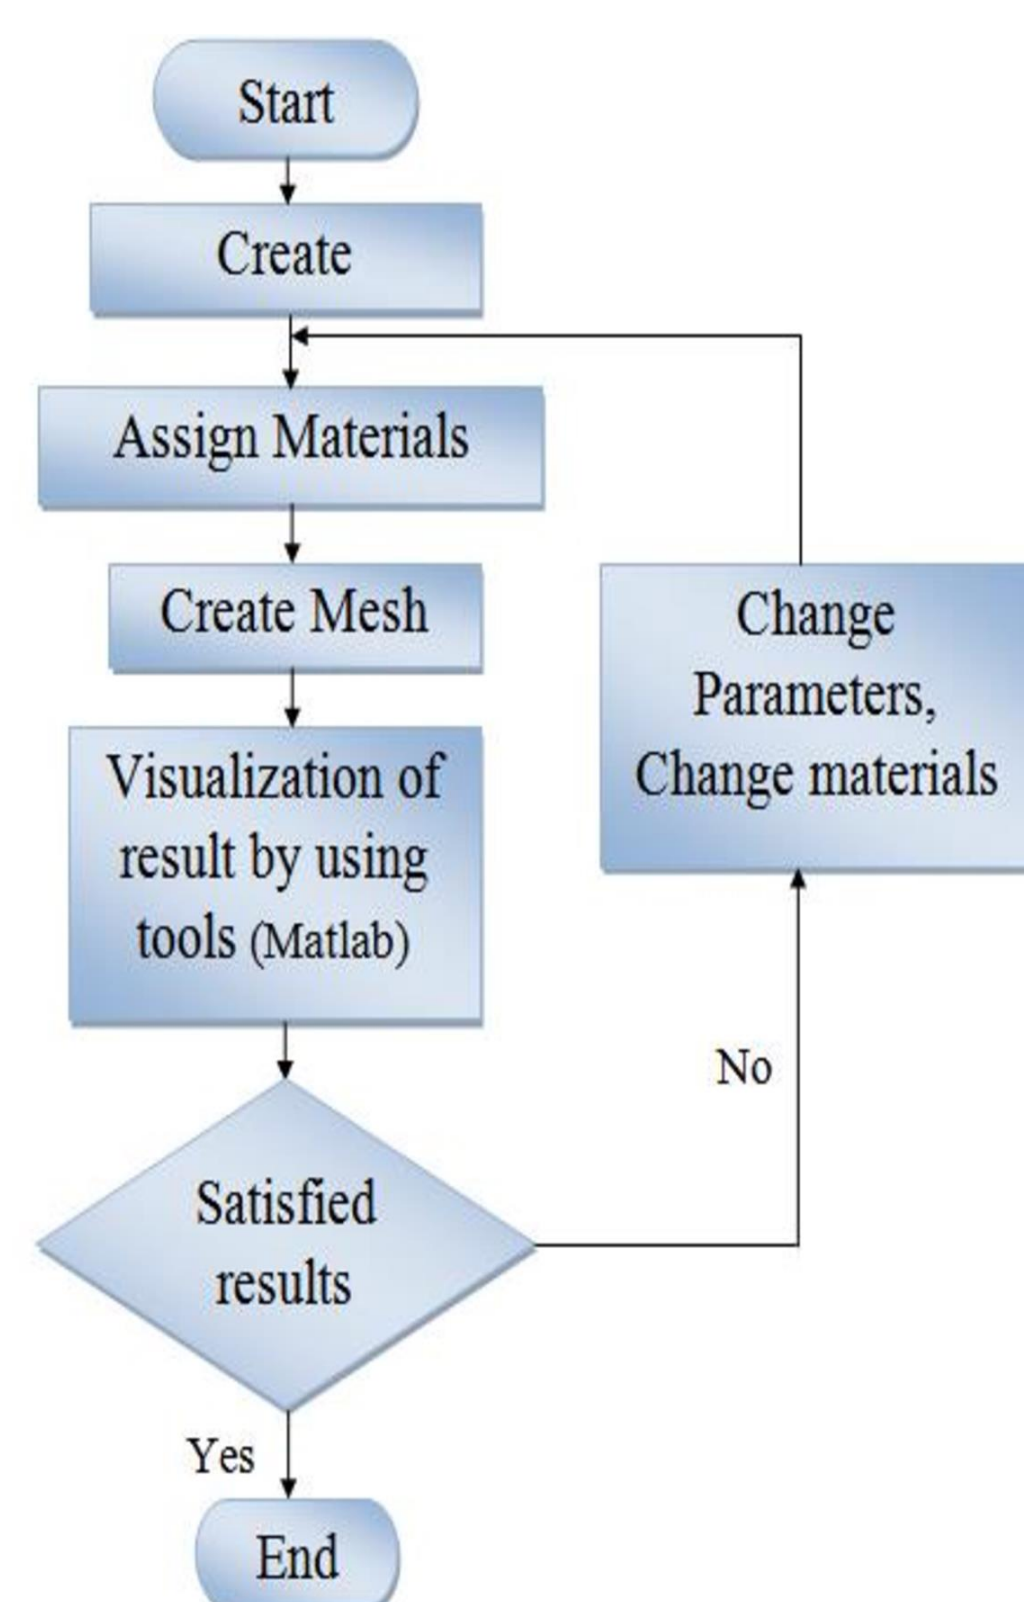 Start
Create
Assign Materials
Create Mesh
Change
Parameters,
Change materials
Visualization of
result by using
tools (Matlab)
No
Satisfied
results
Yes
End